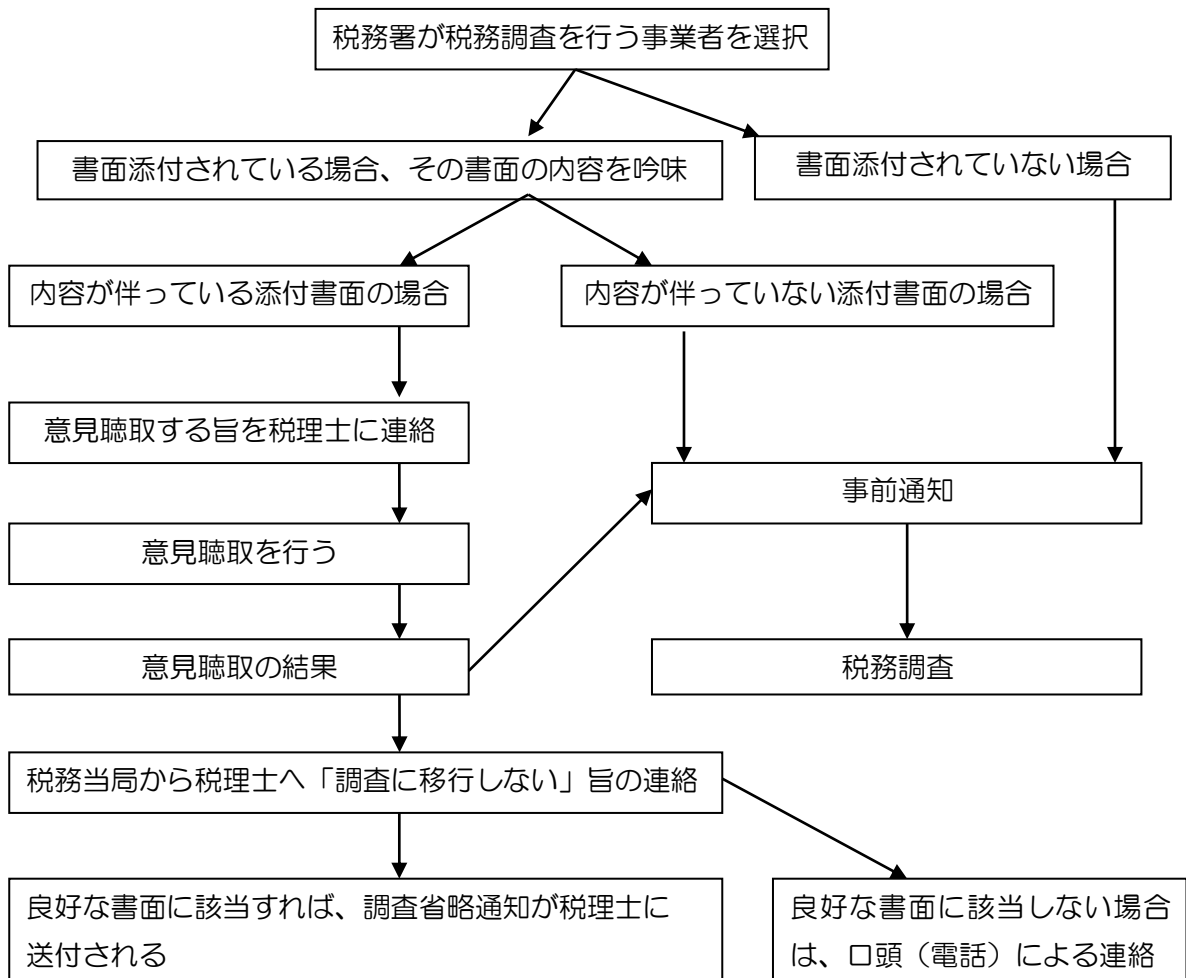 税務署が税務調査を行う事業者を選択
書面添付されている場合、その書面の内容を吟味
書面添付されていない場合
内容が伴っている添付書面の場合
内容が伴っていない添付書面の場合
意見聴取する旨を税理士に連絡
事前通知
意見聴取を行う
意見聴取の結果
税務調査
税務当局から税理士へ「調査に移行しない」旨の連絡
良好な書面に該当すれば、調査省略通知が税理士に
送付される
良好な書面に該当しない場合
は、口頭（電話）による連絡